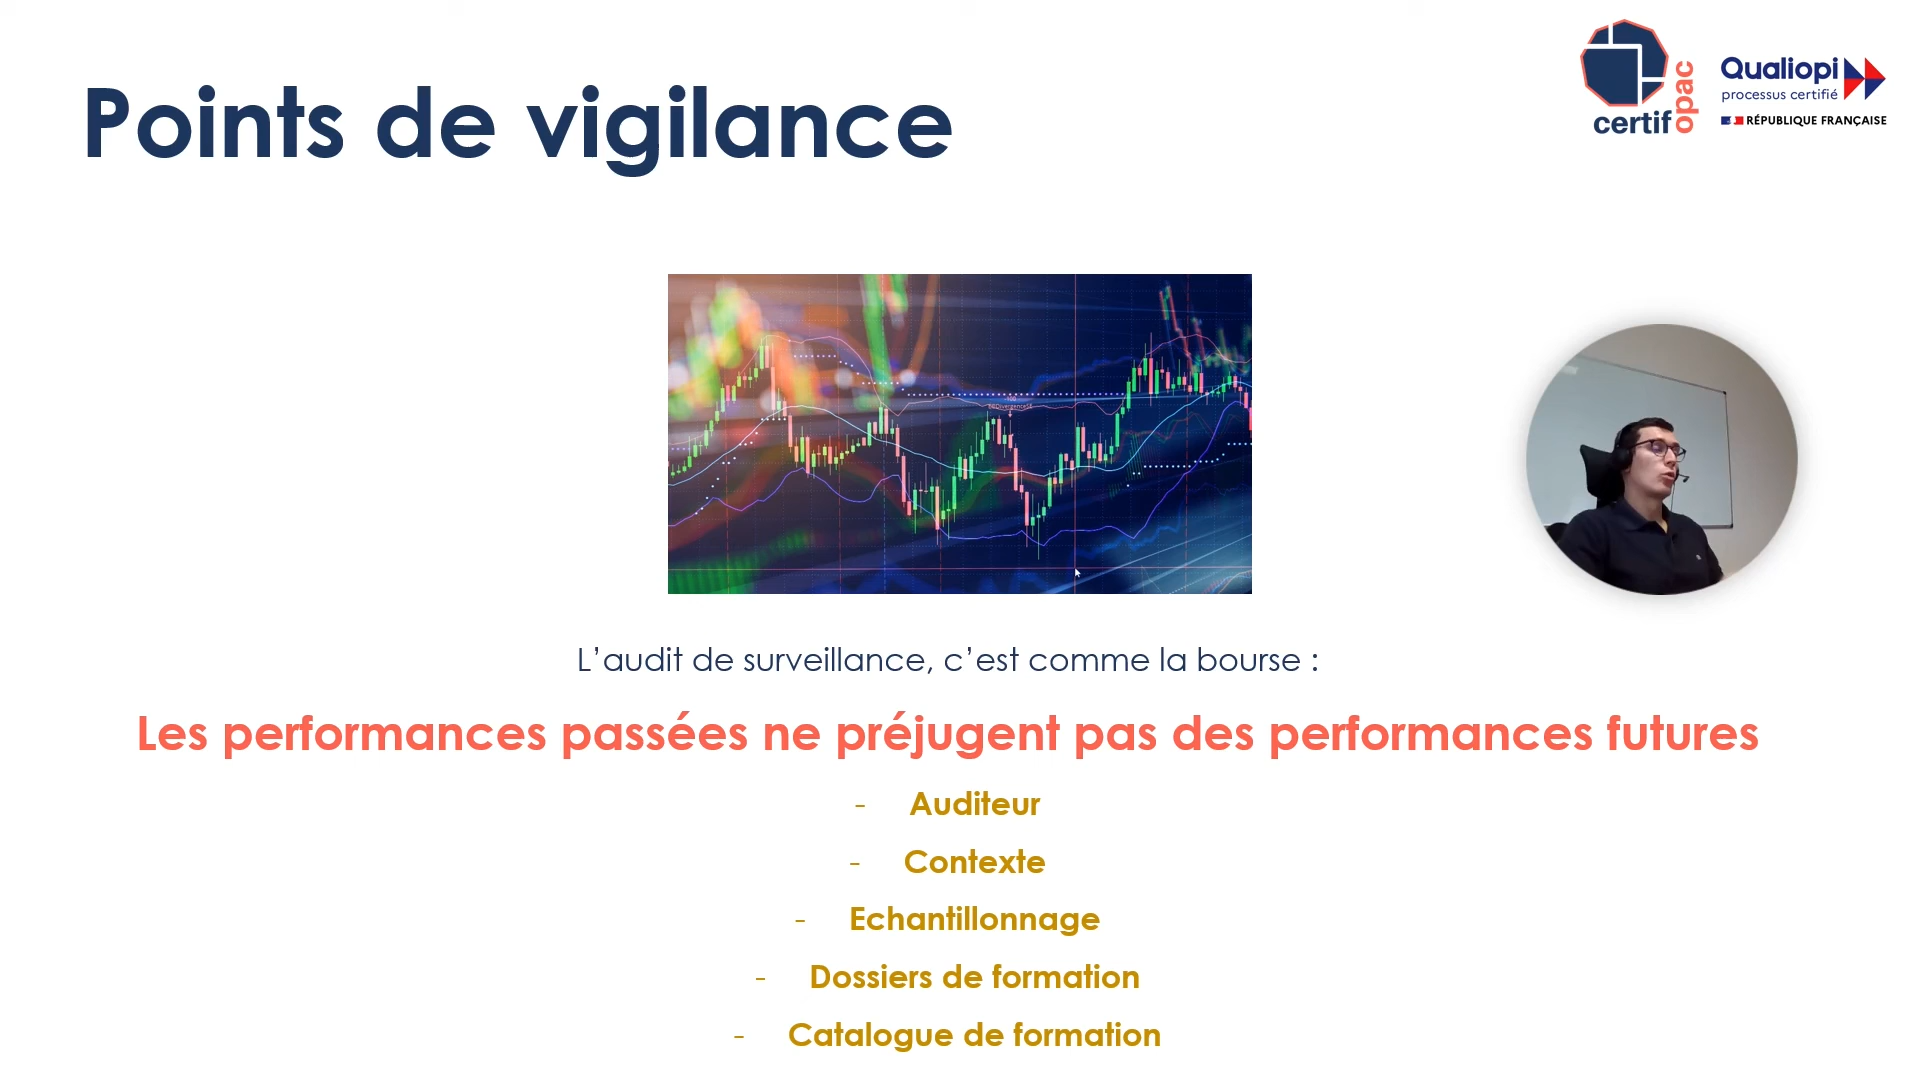 Points de vigilance
certif
opac
Qualiopi
processus certifié
RÉPUBLIQUE FRANÇAISE
L’audit de surveillance, c’est comme la bourse :
Les performances passées ne préjugent pas des performances futures
- Auditeur
- Contexte
- Echantillonnage
- Dossiers de formation
- Catalogue de formation